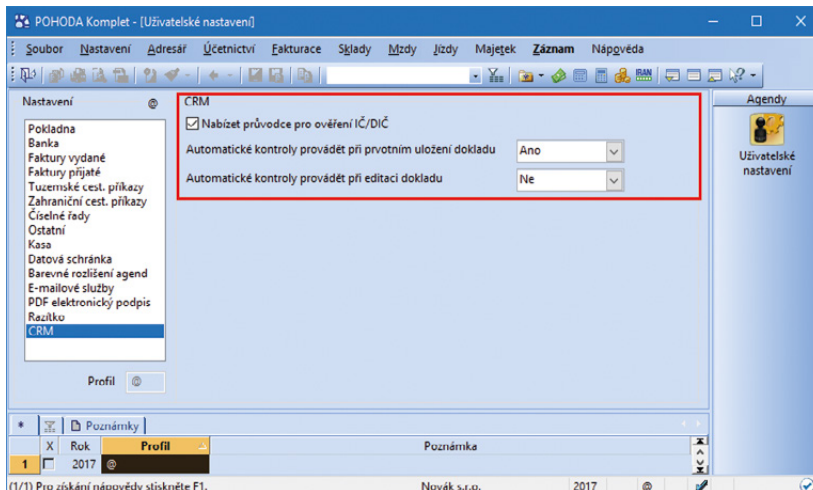 POHODA Komplet - [Uživatelské nastavení]
Soubor Nastavení Adresář Účetnictví Fakturace Sklady Mzdy Jízdy Majetek Záznam Nápověda
BAN
Nastavení @
Pokladna
Banka
Faktury vydané
Faktury přijaté
Tuzemské cest. příkazy
Zahraniční cest. příkazy
Číselné řady
Ostatní
Kasa
Datová schránka
Barevné rozlišení agend
E-mailové služby
PDF elektronický podpis
Razítko
CRM
Profil @
CRM
Nabízet průvodce pro ověření IČ/DIČ
Automatické kontroly provádět při prvotním uložení dokladu Ano
Automatické kontroly provádět při editaci dokladu Ne
Agendy
Uživatelské
nastavení
* Poznámky
X Rok Profil Poznámka
1 2017 @
(1/1) Pro získání nápovědy stiskněte F1. Novák s.r.o. 2017 @